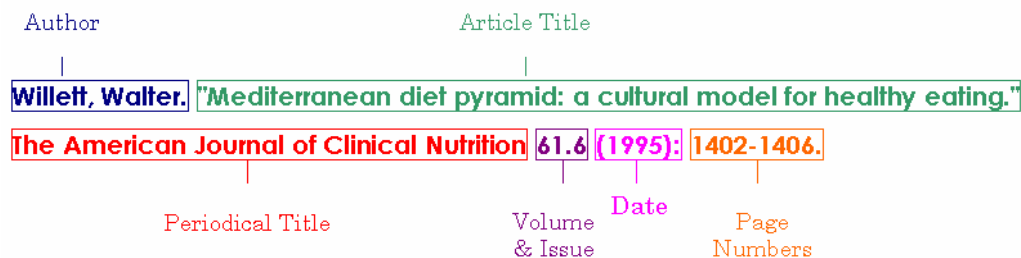 Author Article Title
Willett, Walter. "Mediterranean diet pyramid: a cultural model for healthy eating."
The American Journal of Clinical Nutrition 61.6 (1995): 1402-1406.
Periodical Title Volume & Issue Date Page Numbers